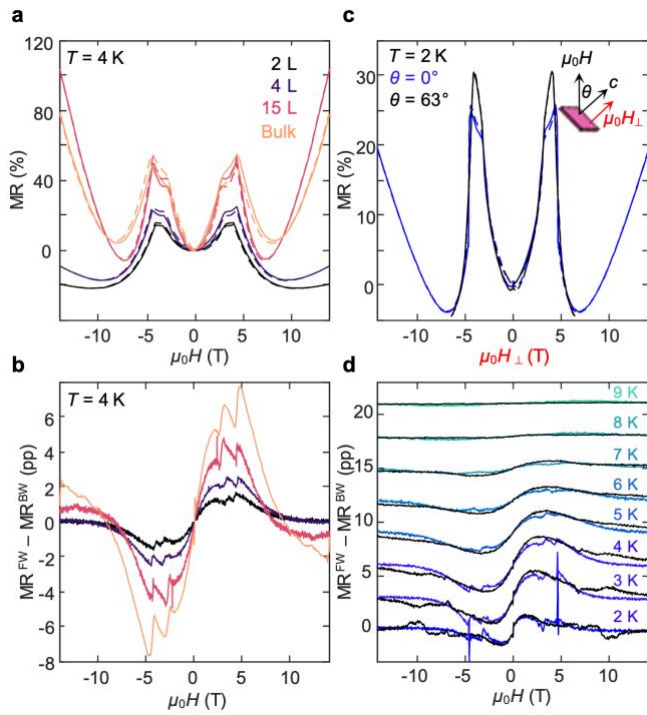 a
T = 4 K
2 L
4 L
15 L
Bulk
MR (%)
120
80
40
0
-10 -5 0 5 10
μ₀H (T)
c
T = 2 K
θ = 0°
θ = 63°
μ₀H
θ
c
μ₀H⊥
MR (%)
30
20
10
0
-10 -5 0 5 10
μ₀H⊥ (T)
b
T = 4 K
MRᶠᵂ – MRᴮᵂ (pp)
6
4
2
0
-2
-4
-6
-8
-10 -5 0 5 10
μ₀H (T)
d
9 K
8 K
7 K
6 K
5 K
4 K
3 K
2 K
MRᶠᵂ – MRᴮᵂ (pp)
20
15
10
5
0
-10 -5 0 5 10
μ₀H (T)